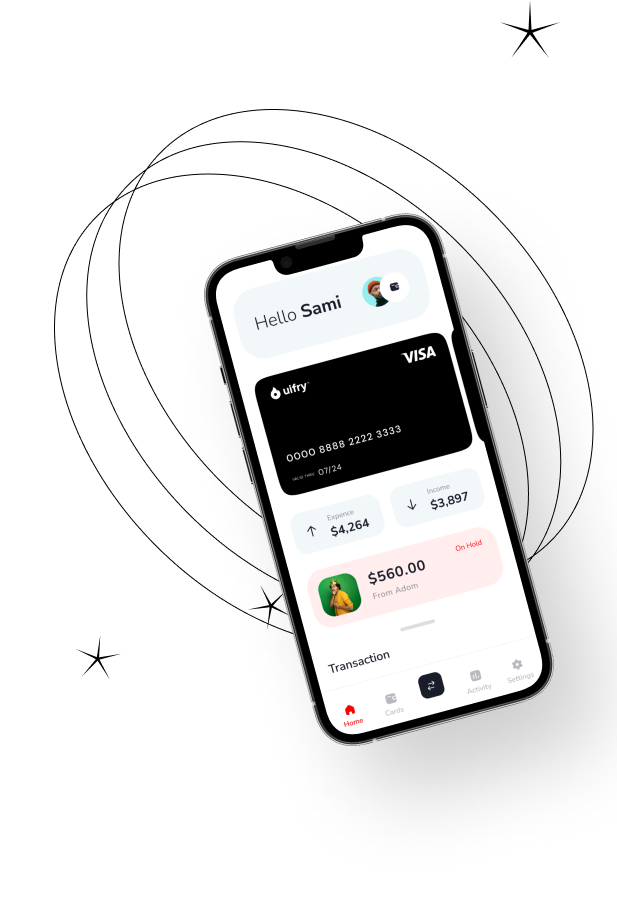 Hello Sami
VISA
uifry
0000 8888 2222 3333
VALID THRU 07/24
Expence
$4,264
Income
$3,897
On Hold
$560.00
From Adom
Transaction
Home
Cards
Activity
Settings